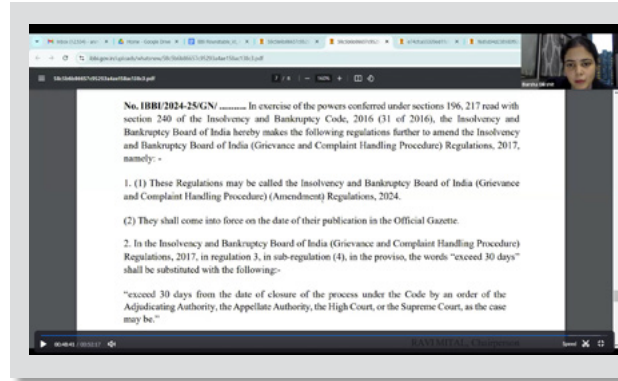 58c5b6b86657c95293a4ae158ac138c3.pdf
7 / 8
No. IBBI/2024-25/GN/ .......... In exercise of the powers conferred under sections 196, 217 read with
section 240 of the Insolvency and Bankruptcy Code, 2016 (31 of 2016), the Insolvency and
Bankruptcy Board of India hereby makes the following regulations further to amend the Insolvency
and Bankruptcy Board of India (Grievance and Complaint Handling Procedure) Regulations, 2017,
namely: -
1. (1) These Regulations may be called the Insolvency and Bankruptcy Board of India (Grievance
and Complaint Handling Procedure) (Amendment) Regulations, 2024.
(2) They shall come into force on the date of their publication in the Official Gazette.
2. In the Insolvency and Bankruptcy Board of India (Grievance and Complaint Handling Procedure)
Regulations, 2017, in regulation 3, in sub-regulation (4), in the proviso, the words “exceed 30 days”
shall be substituted with the following:-
“exceed 30 days from the date of closure of the process under the Code by an order of the
Adjudicating Authority, the Appellate Authority, the High Court, or the Supreme Court, as the case
may be.”
RAVI MITAL, Chairperson
Speed